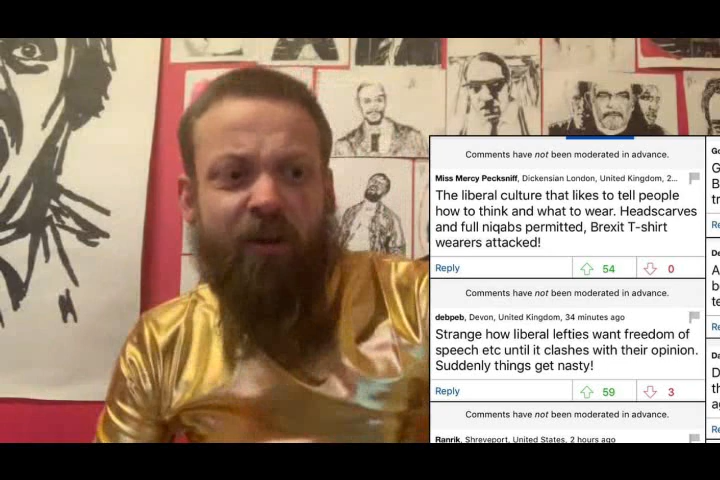 Comments have not been moderated in advance.
Miss Mercy Pecksniff, Dickensian London, United Kingdom, 2...
The liberal culture that likes to tell people
how to think and what to wear. Headscarves
and full niqabs permitted, Brexit T-shirt
wearers attacked!
Reply 54 0
Comments have not been moderated in advance.
debpeb, Devon, United Kingdom, 34 minutes ago
Strange how liberal lefties want freedom of
speech etc until it clashes with their opinion.
Suddenly things get nasty!
Reply 59 3
Comments have not been moderated in advance.
Ranrik, Shreveport, United States, 2 hours ago